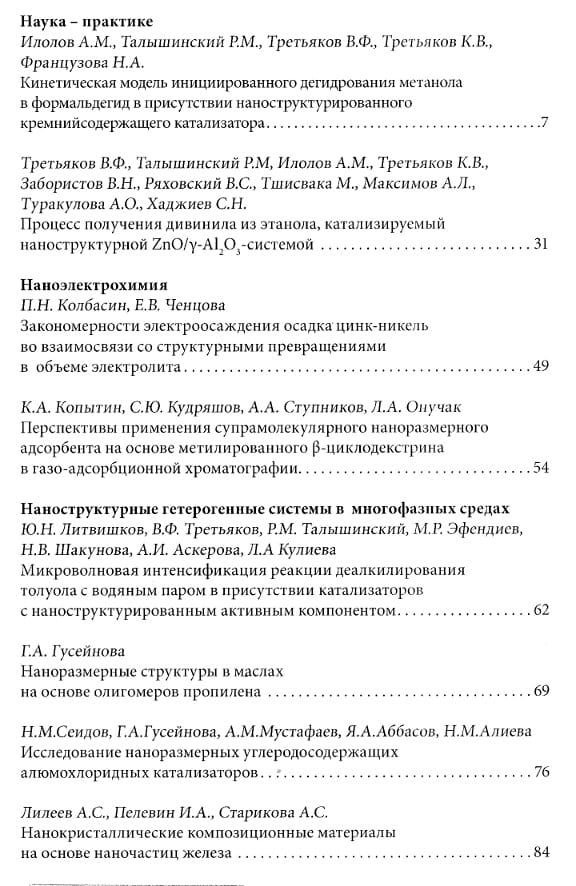 Наука – практике
Илолов А.М., Талышинский Р.М., Третьяков В.Ф., Третьяков К.В.,
Французова Н.А.
Кинетическая модель инициированного дегидрования метанола
в формальдегид в присутствии наноструктурированного
кремнийсодержащего катализатора.................................7
Третьяков В.Ф., Талышинский Р.М, Илолов А.М., Третьяков К.В.,
Забористов В.Н., Ряховский В.С., Тшисвака М., Максимов А.Л.,
Туракулова А.О., Хаджиев С.Н.
Процесс получения дивинила из этанола, катализируемый
наноструктурной ZnO/γ-Al₂O₃-системой ..........................31
Наноэлектрохимия
П.Н. Колбасин, Е.В. Ченцова
Закономерности электроосаждения осадка цинк-никель
во взаимосвязи со структурными превращениями
в объеме электролита.............................................49
К.А. Копытин, С.Ю. Кудряшов, А.А. Ступников, Л.А. Онучак
Перспективы применения супрамолекулярного наноразмерного
адсорбента на основе метилированного β-циклодекстрина
в газо-адсорбционной хроматографии..............................54
Наноструктурные гетерогенные системы в многофазных средах
Ю.Н. Литвишков, В.Ф. Третьяков, Р.М. Талышинский, М.Р. Эфендиев,
Н.В. Шакунова, А.И. Аскерова, Л.А Кулиева
Микроволновая интенсификация реакции деалкилирования
толуола с водяным паром в присутствии катализаторов
с наноструктурированным активным компонентом.................62
Г.А. Гусейнова
Наноразмерные структуры в маслах
на основе олигомеров пропилена .................................69
Н.М.Сеидов, Г.А.Гусейнова, А.М.Мустафаев, Я.А.Аббасов, Н.М.Алиева
Исследование наноразмерных углеродосодержащих
алюмохлоридных катализаторов...................................76
Лилеев А.С., Пелевин И.А., Старикова А.С.
Нанокристаллические композиционные материалы
на основе наночастиц железа .....................................84